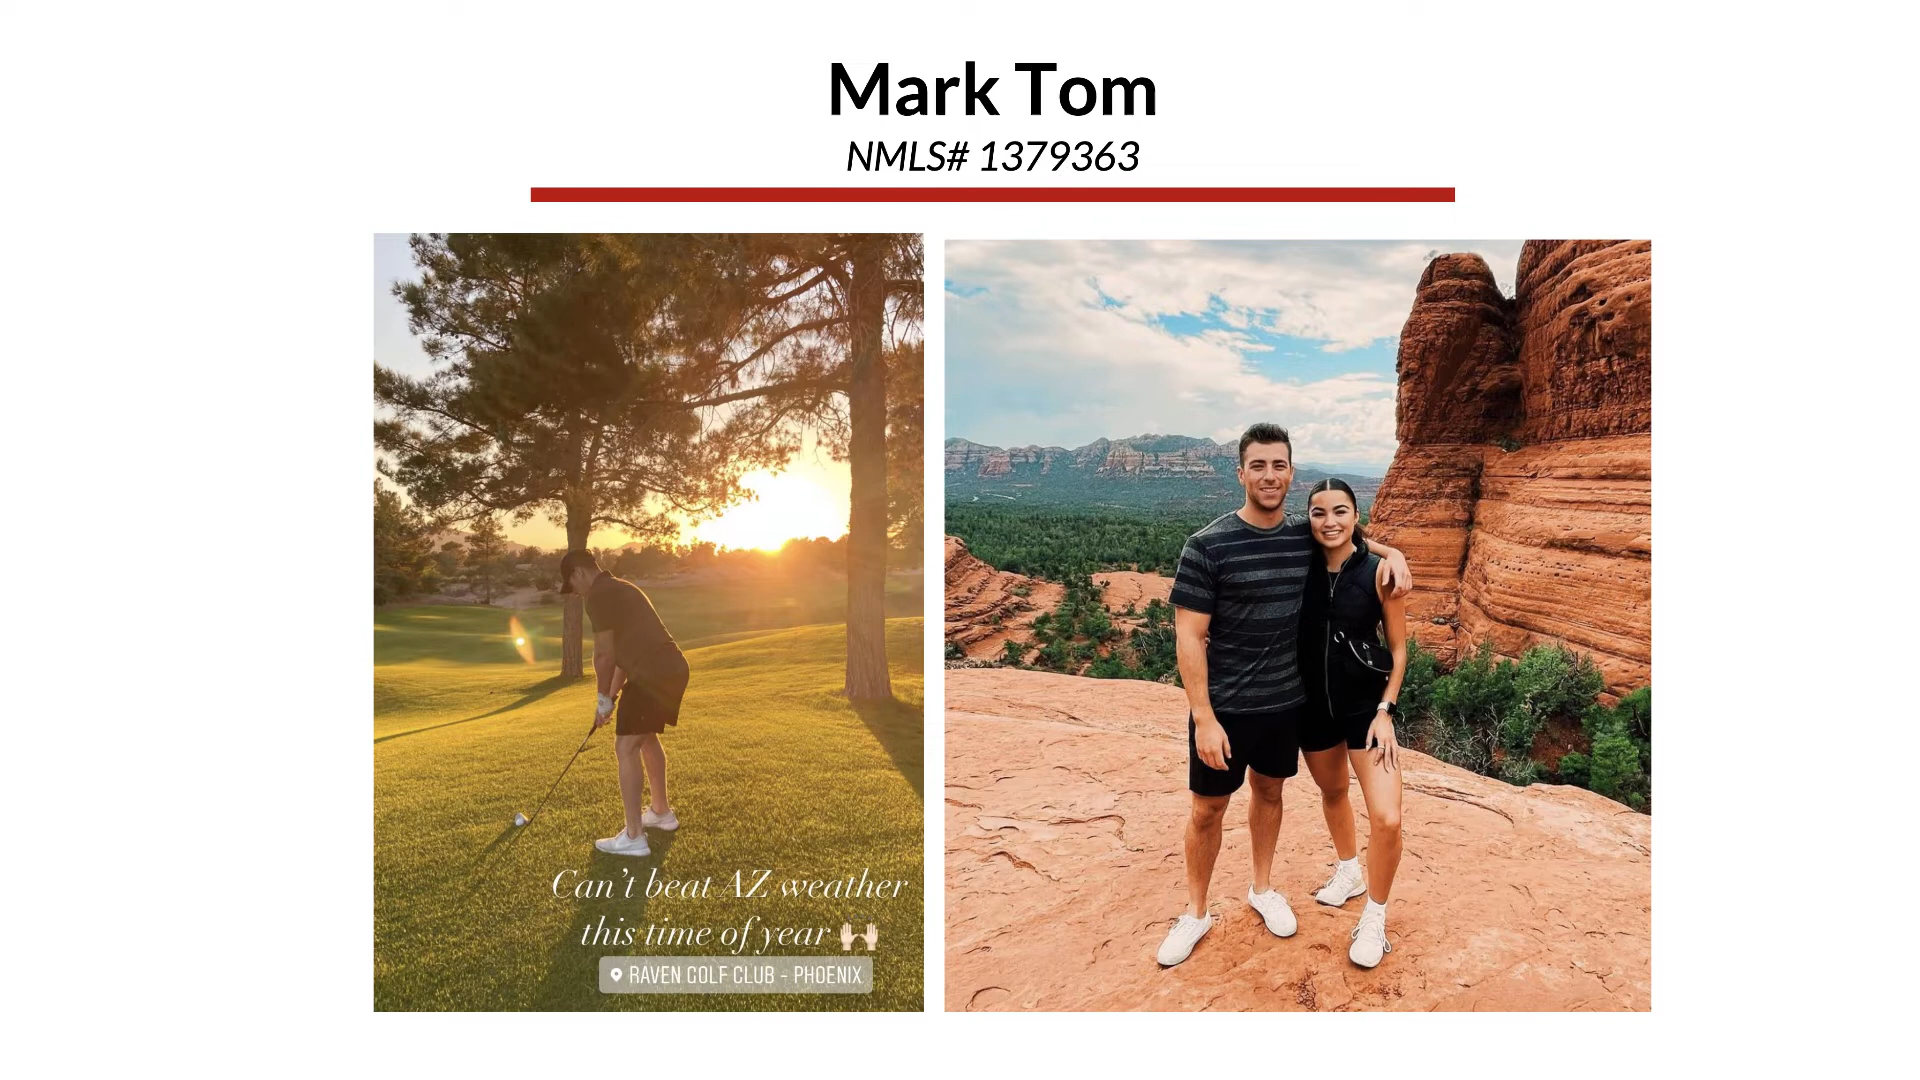 Mark Tom
NMLS# 1379363
Can't beat AZ weather
this time of year 🙌🏻
RAVEN GOLF CLUB - PHOENIX